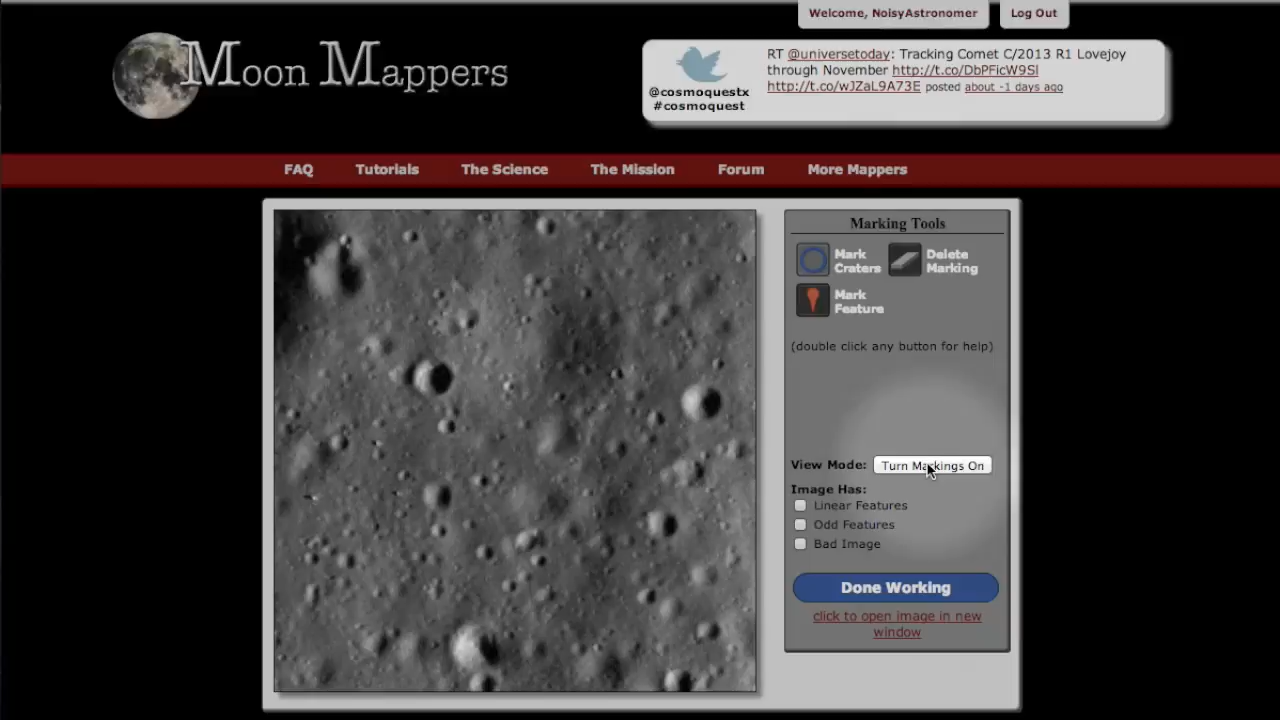 Welcome, NoisyAstronomer
Log Out
Moon Mappers
RT @universetoday: Tracking Comet C/2013 R1 Lovejoy
through November http://t.co/DbPFicW9Sl
http://t.co/wJZaL9A73E posted about -1 days ago
@cosmoquestx
#cosmoquest
FAQ Tutorials The Science The Mission Forum More Mappers
Marking Tools
Mark
Craters
Delete
Marking
Mark
Feature
(double click any button for help)
View Mode: Turn Markings On
Image Has:
Linear Features
Odd Features
Bad Image
Done Working
click to open image in new
window